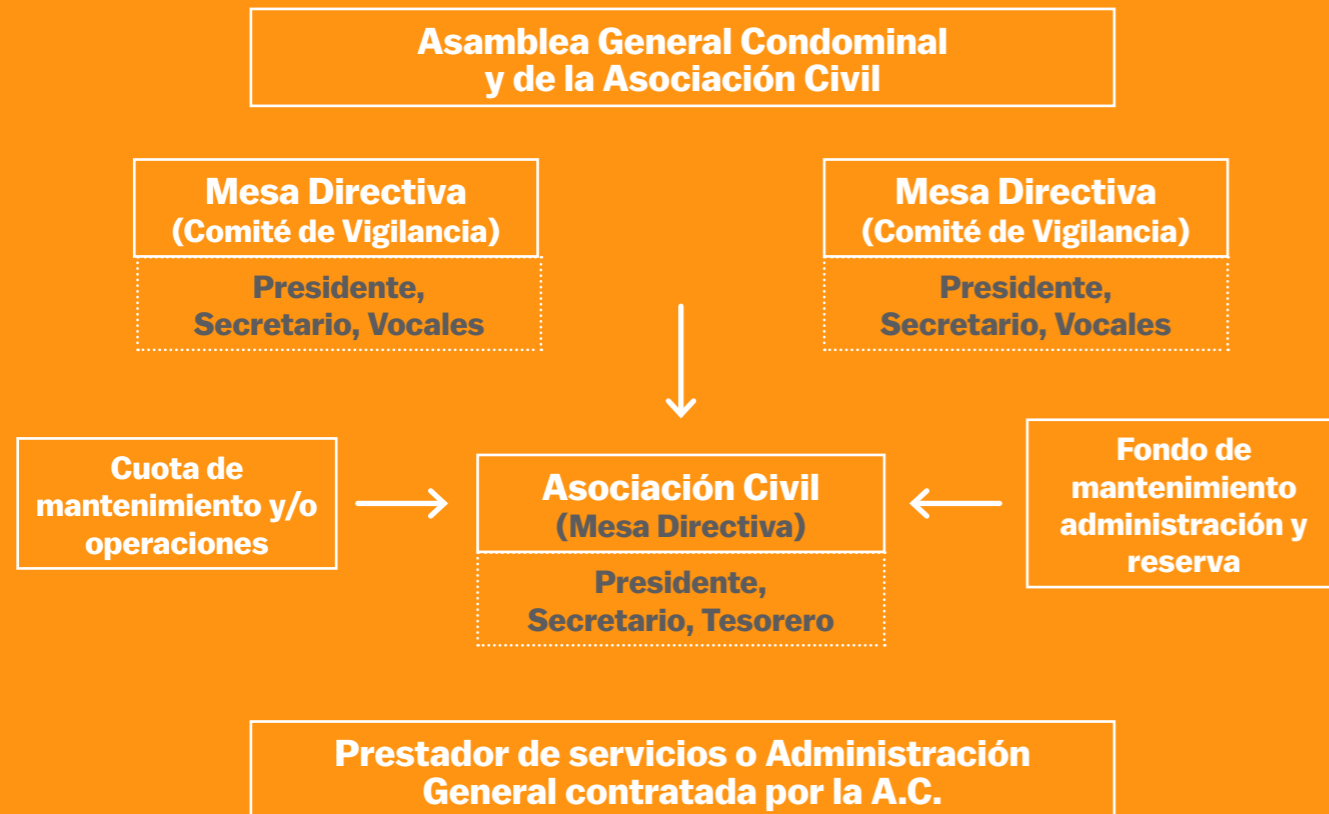 Asamblea General Condominal
y de la Asociación Civil
Mesa Directiva
(Comité de Vigilancia)
Presidente,
Secretario, Vocales
Mesa Directiva
(Comité de Vigilancia)
Presidente,
Secretario, Vocales
Cuota de
mantenimiento y/o
operaciones
Asociación Civil
(Mesa Directiva)
Presidente,
Secretario, Tesorero
Fondo de
mantenimiento
administración y
reserva
Prestador de servicios o Administración
General contratada por la A.C.